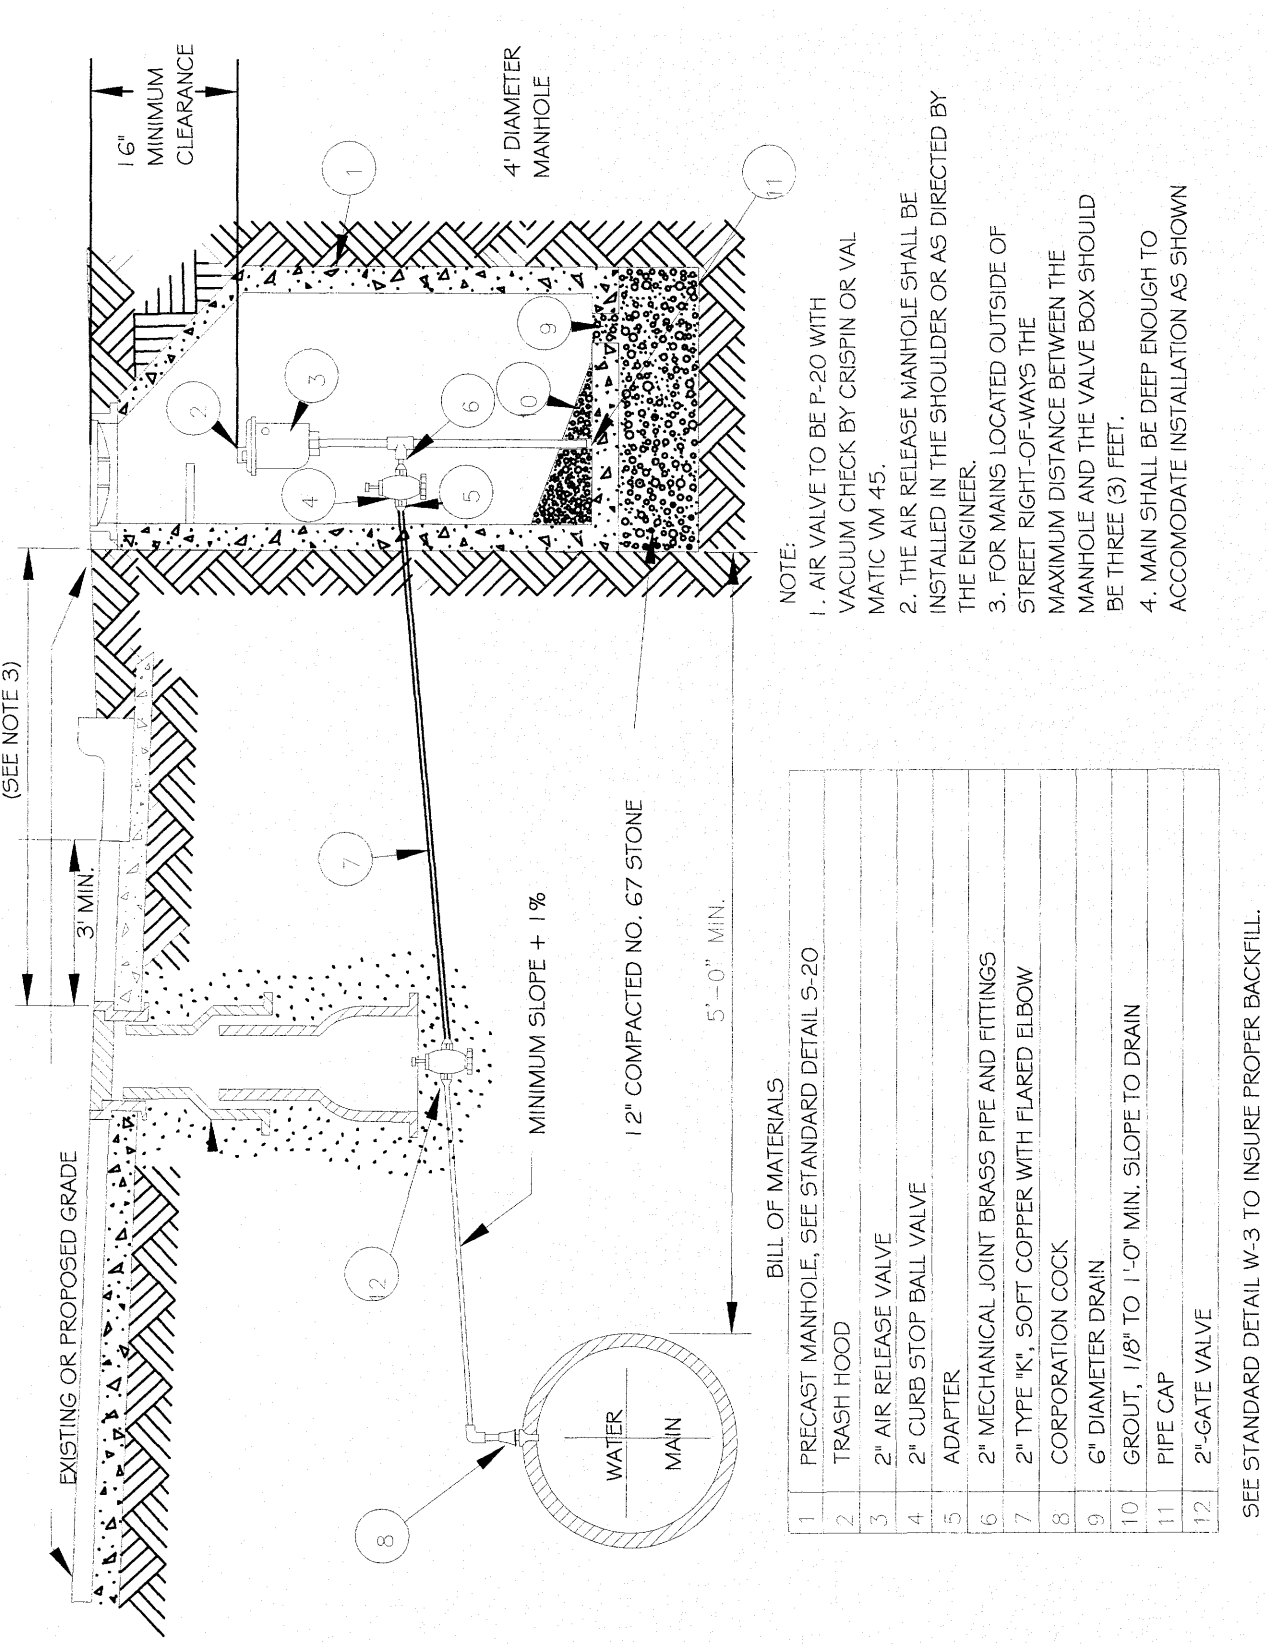 (SEE NOTE 3)
3' MIN.
EXISTING OR PROPOSED GRADE
16"
MINIMUM
CLEARANCE
4' DIAMETER
MANHOLE
1
2
3
4
5
6
7
8
9
10
11
12
MINIMUM SLOPE + 1%
12" COMPACTED NO. 67 STONE
5'-0" MIN.
WATER
MAIN
NOTE:
1. AIR VALVE TO BE P-20 WITH
VACUUM CHECK BY CRISPIN OR VAL
MATIC VM 45.
2. THE AIR RELEASE MANHOLE SHALL BE
INSTALLED IN THE SHOULDER OR AS DIRECTED BY
THE ENGINEER.
3. FOR MAINS LOCATED OUTSIDE OF
STREET RIGHT-OF-WAYS THE
MAXIMUM DISTANCE BETWEEN THE
MANHOLE AND THE VALVE BOX SHOULD
BE THREE (3) FEET.
4. MAIN SHALL BE DEEP ENOUGH TO
ACCOMODATE INSTALLATION AS SHOWN
BILL OF MATERIALS
1 PRECAST MANHOLE, SEE STANDARD DETAIL S-20
2 TRASH HOOD
3 2" AIR RELEASE VALVE
4 2" CURB STOP BALL VALVE
5 ADAPTER
6 2" MECHANICAL JOINT BRASS PIPE AND FITTINGS
7 2" TYPE "K", SOFT COPPER WITH FLARED ELBOW
8 CORPORATION COCK
9 6" DIAMETER DRAIN
10 GROUT, 1/8" TO 1'-0" MIN. SLOPE TO DRAIN
11 PIPE CAP
12 2"-GATE VALVE
SEE STANDARD DETAIL W-3 TO INSURE PROPER BACKFILL.